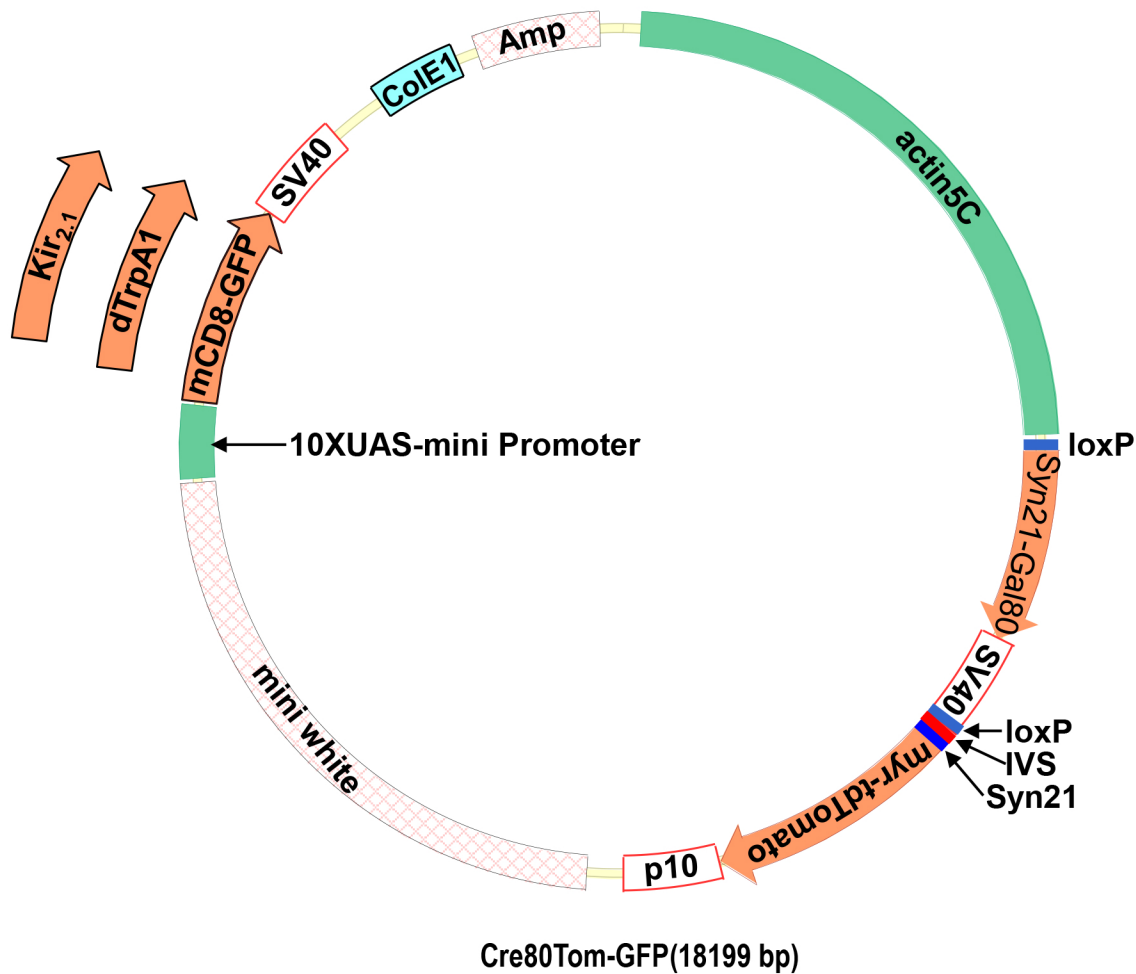 Amp
ColE1
SV40
actin5C
Kir2.1
dTrpA1
mCD8-GFP
10XUAS-mini Promoter
loxP
Syn21-Gal80
SV40
loxP
IVS
Syn21
myr-tdTomato
mini white
p10
Cre80Tom-GFP(18199 bp)